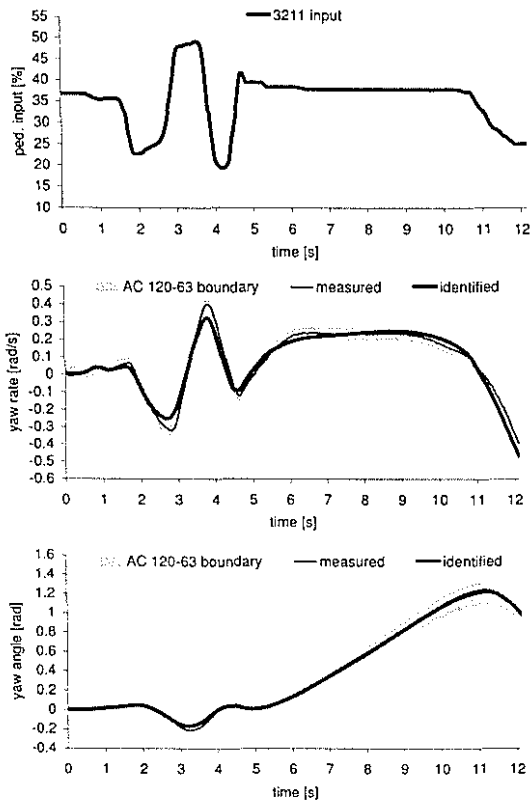 3211 input
ped. input [%]
55
50
45
40
35
30
25
20
15
10
0 1 2 3 4 5 6 7 8 9 10 11 12
time [s]
AC 120-63 boundary measured identified
yaw rate [rad/s]
0.5
0.4
0.3
0.2
0.1
0
-0.1
-0.2
-0.3
-0.4
-0.5
-0.6
0 1 2 3 4 5 6 7 8 9 10 11 12
time [s]
AC 120-63 boundary measured identified
yaw angle [rad]
1.6
1.4
1.2
1
0.8
0.6
0.4
0.2
0
-0.2
-0.4
0 1 2 3 4 5 6 7 8 9 10 11 12
time [s]